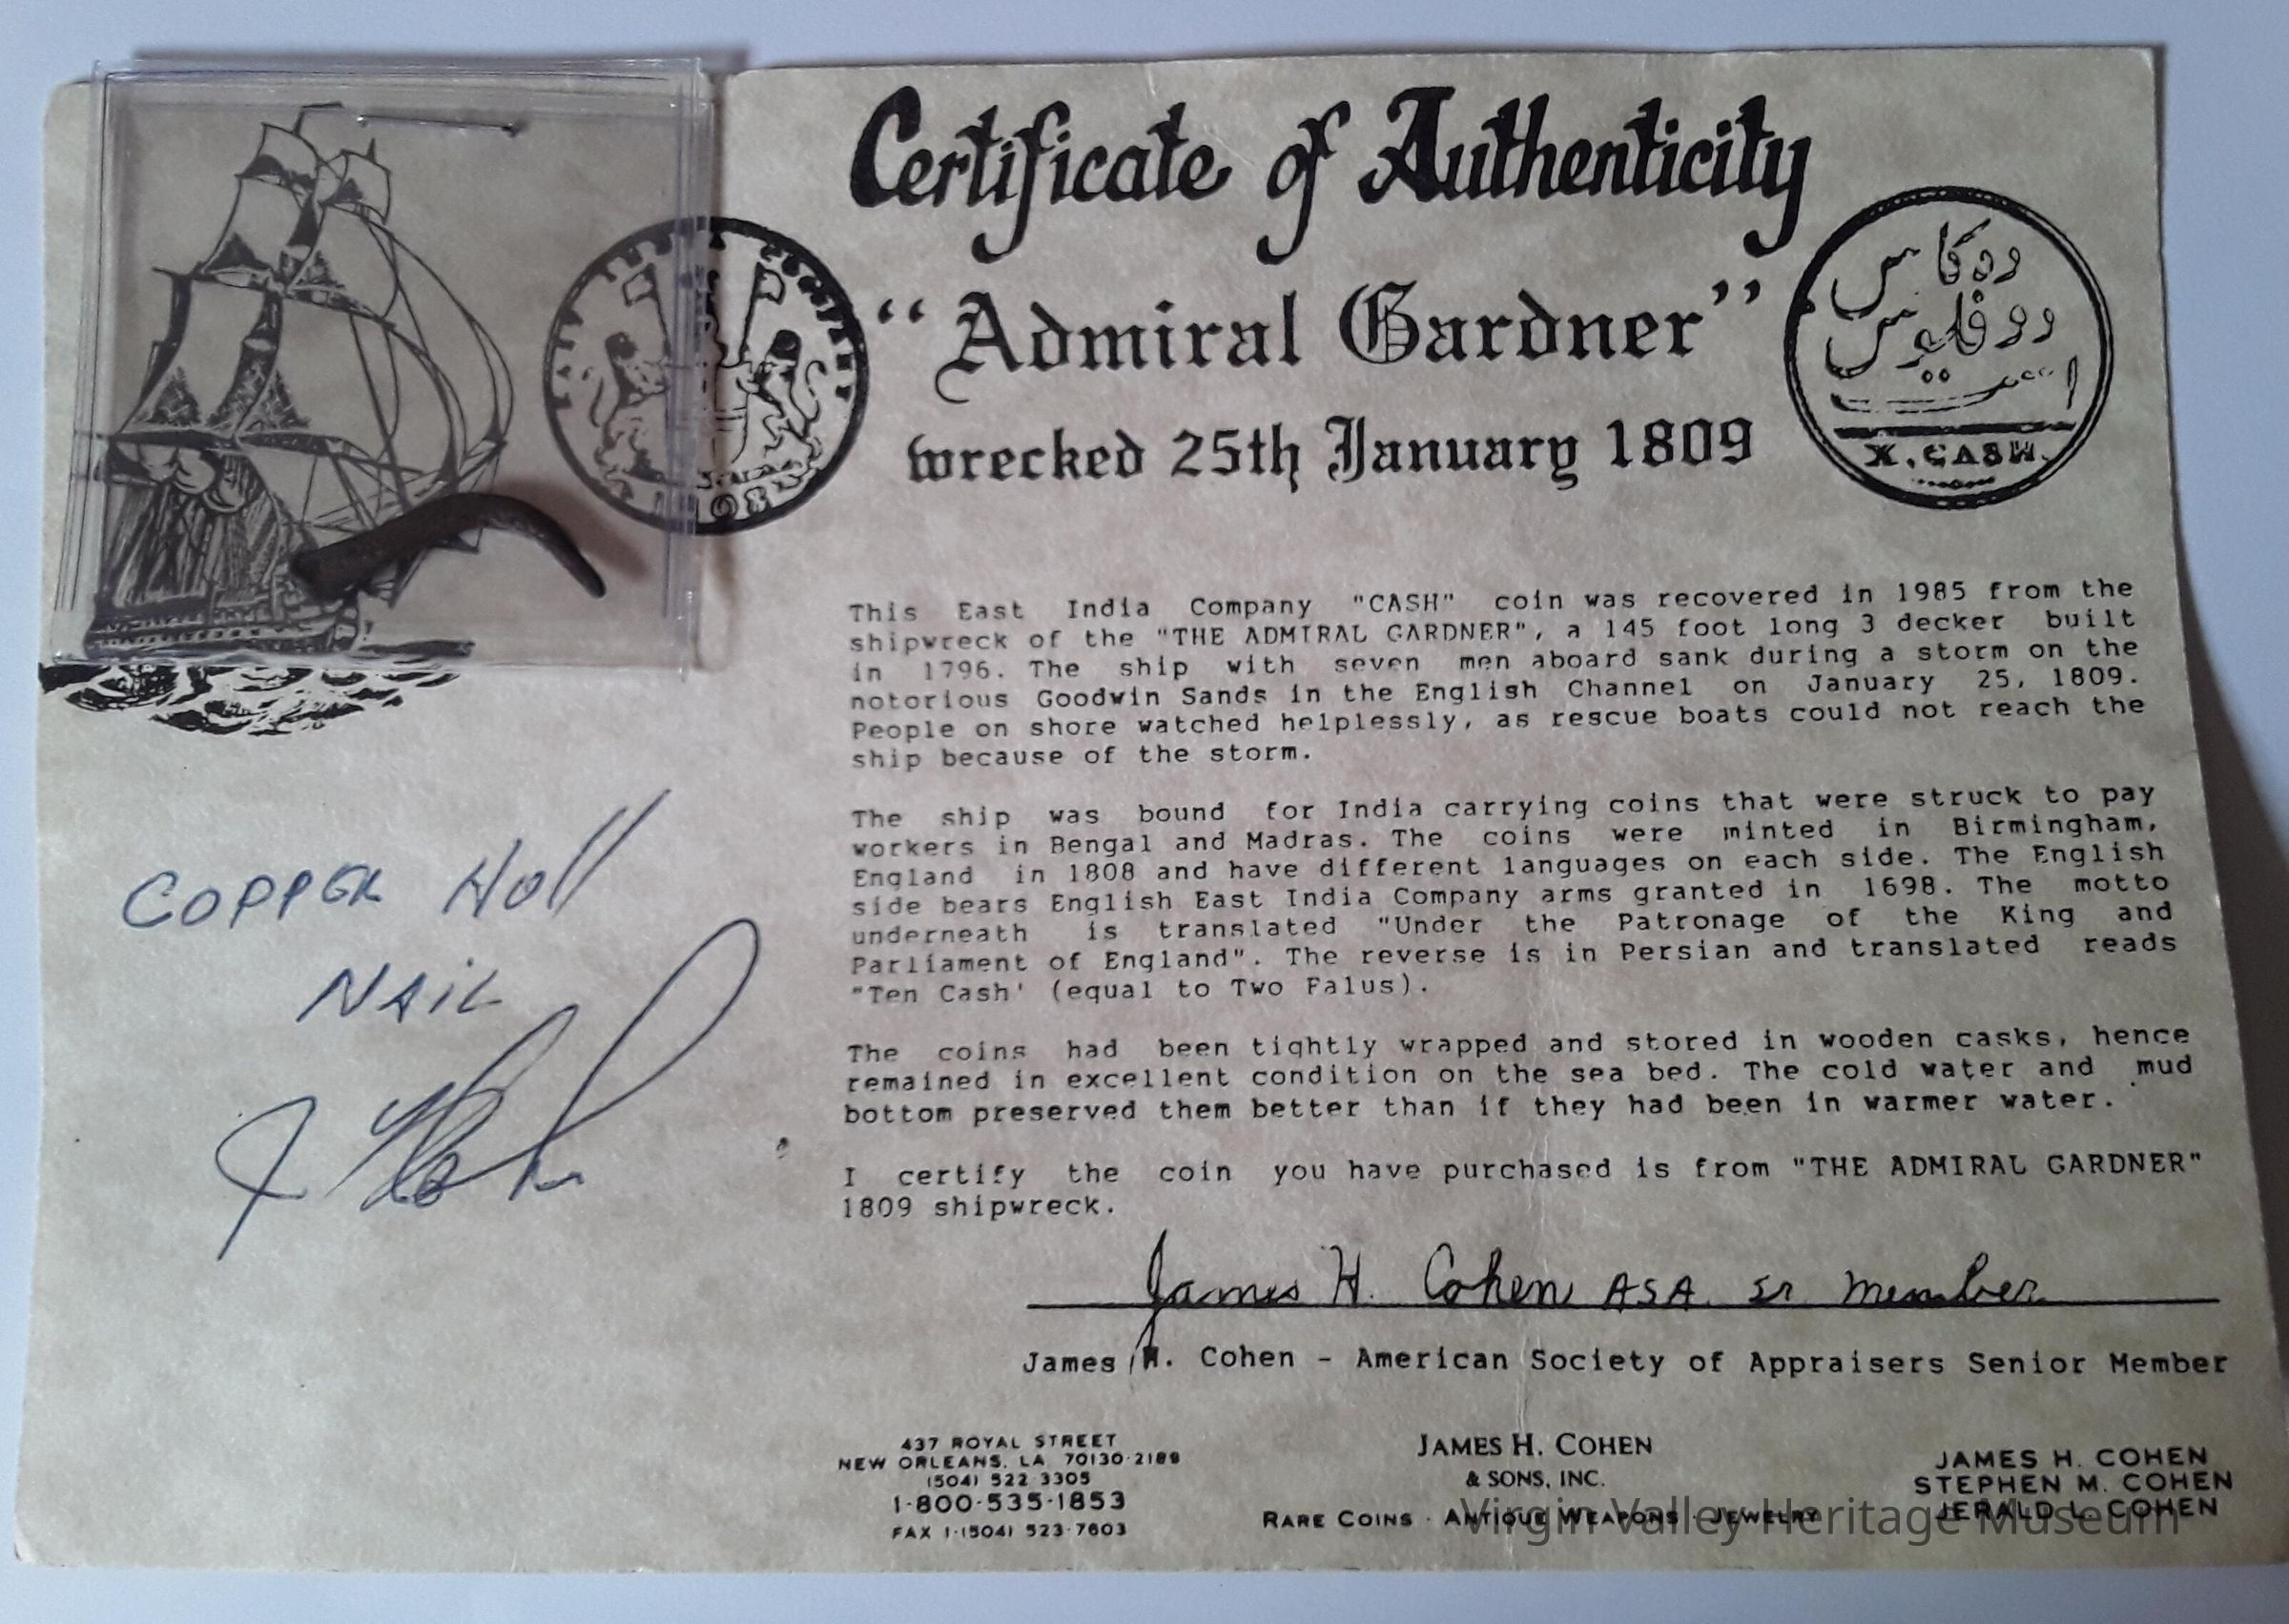 Certificate of Authenticity
"Admiral Gardner"
wrecked 25th January 1809
ده كاس
دو فلوس
است
X. CASH.
This East India Company "CASH" coin was recovered in 1985 from the
shipwreck of the "THE ADMIRAL GARDNER", a 145 foot long 3 decker built
in 1796. The ship with seven men aboard sank during a storm on the
notorious Goodwin Sands in the English Channel on January 25, 1809.
People on shore watched helplessly, as rescue boats could not reach the
ship because of the storm.
The ship was bound for India carrying coins that were struck to pay
workers in Bengal and Madras. The coins were minted in Birmingham,
England in 1808 and have different languages on each side. The English
side bears English East India Company arms granted in 1698. The motto
underneath is translated "Under the Patronage of the King and
Parliament of England". The reverse is in Persian and translated reads
"Ten Cash' (equal to Two Falus).
The coins had been tightly wrapped and stored in wooden casks, hence
remained in excellent condition on the sea bed. The cold water and mud
bottom preserved them better than if they had been in warmer water.
I certify the coin you have purchased is from "THE ADMIRAL GARDNER"
1809 shipwreck.
COPPER Hull
NAIL
James H. Cohen ASA Sr member
James H. Cohen - American Society of Appraisers Senior Member
437 ROYAL STREET
NEW ORLEANS, LA 70130-2189
(504) 522-3305
1-800-535-1853
FAX 1-(504) 523-7603
JAMES H. COHEN
& SONS, INC.
RARE COINS · ANTIQUE WEAPONS · JEWELRY
JAMES H. COHEN
STEPHEN M. COHEN
JERALD L. COHEN
Virgin Valley Heritage Museum